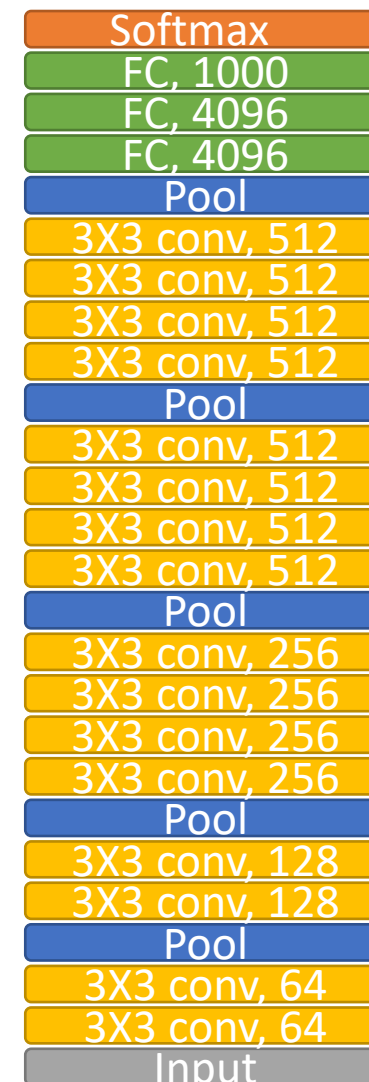 Softmax
FC, 1000
FC, 4096
FC, 4096
Pool
3X3 conv, 512
3X3 conv, 512
3X3 conv, 512
3X3 conv, 512
Pool
3X3 conv, 512
3X3 conv, 512
3X3 conv, 512
3X3 conv, 512
Pool
3X3 conv, 256
3X3 conv, 256
3X3 conv, 256
3X3 conv, 256
Pool
3X3 conv, 128
3X3 conv, 128
Pool
3X3 conv, 64
3X3 conv, 64
Input